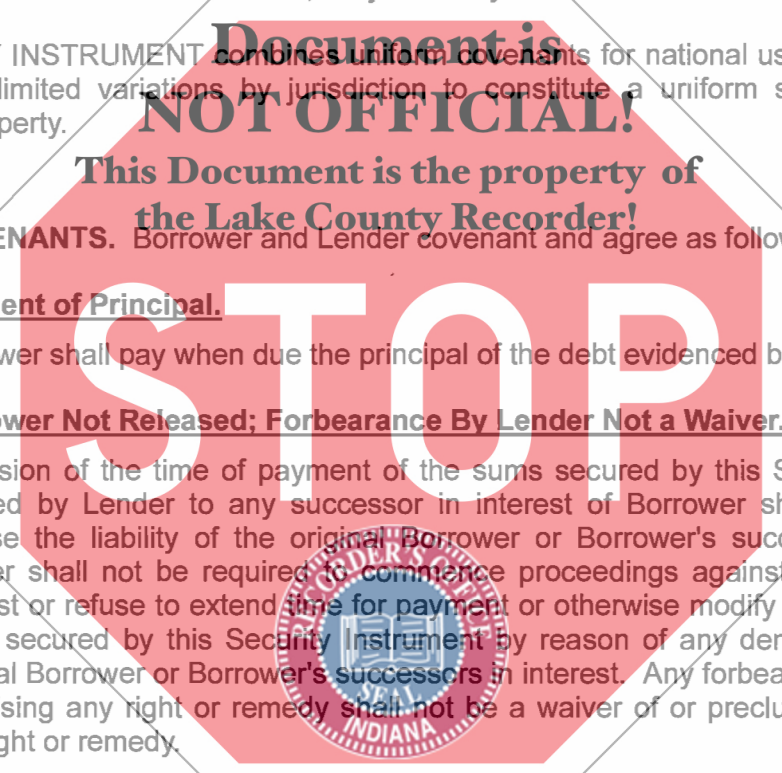 Document is
INSTRUMENT combines uniform covenants for national us
limited variations by jurisdiction to constitute a uniform s
perty.
NOT OFFICIAL!
This Document is the property of
the Lake County Recorder!
ENANTS. Borrower and Lender covenant and agree as follo
ent of Principal.
STOP
wer shall pay when due the principal of the debt evidenced b
ower Not Released; Forbearance By Lender Not a Waiver.
sion of the time of payment of the sums secured by this S
ed by Lender to any successor in interest of Borrower sh
se the liability of the original Borrower or Borrower's succ
er shall not be required to commence proceedings against
st or refuse to extend time for payment or otherwise modify
secured by this Security Instrument by reason of any der
al Borrower or Borrower's successors in interest. Any forbea
sing any right or remedy shall not be a waiver of or preclu
ght or remedy.
RECORDER'S OFFICE
SEAL
INDIANA